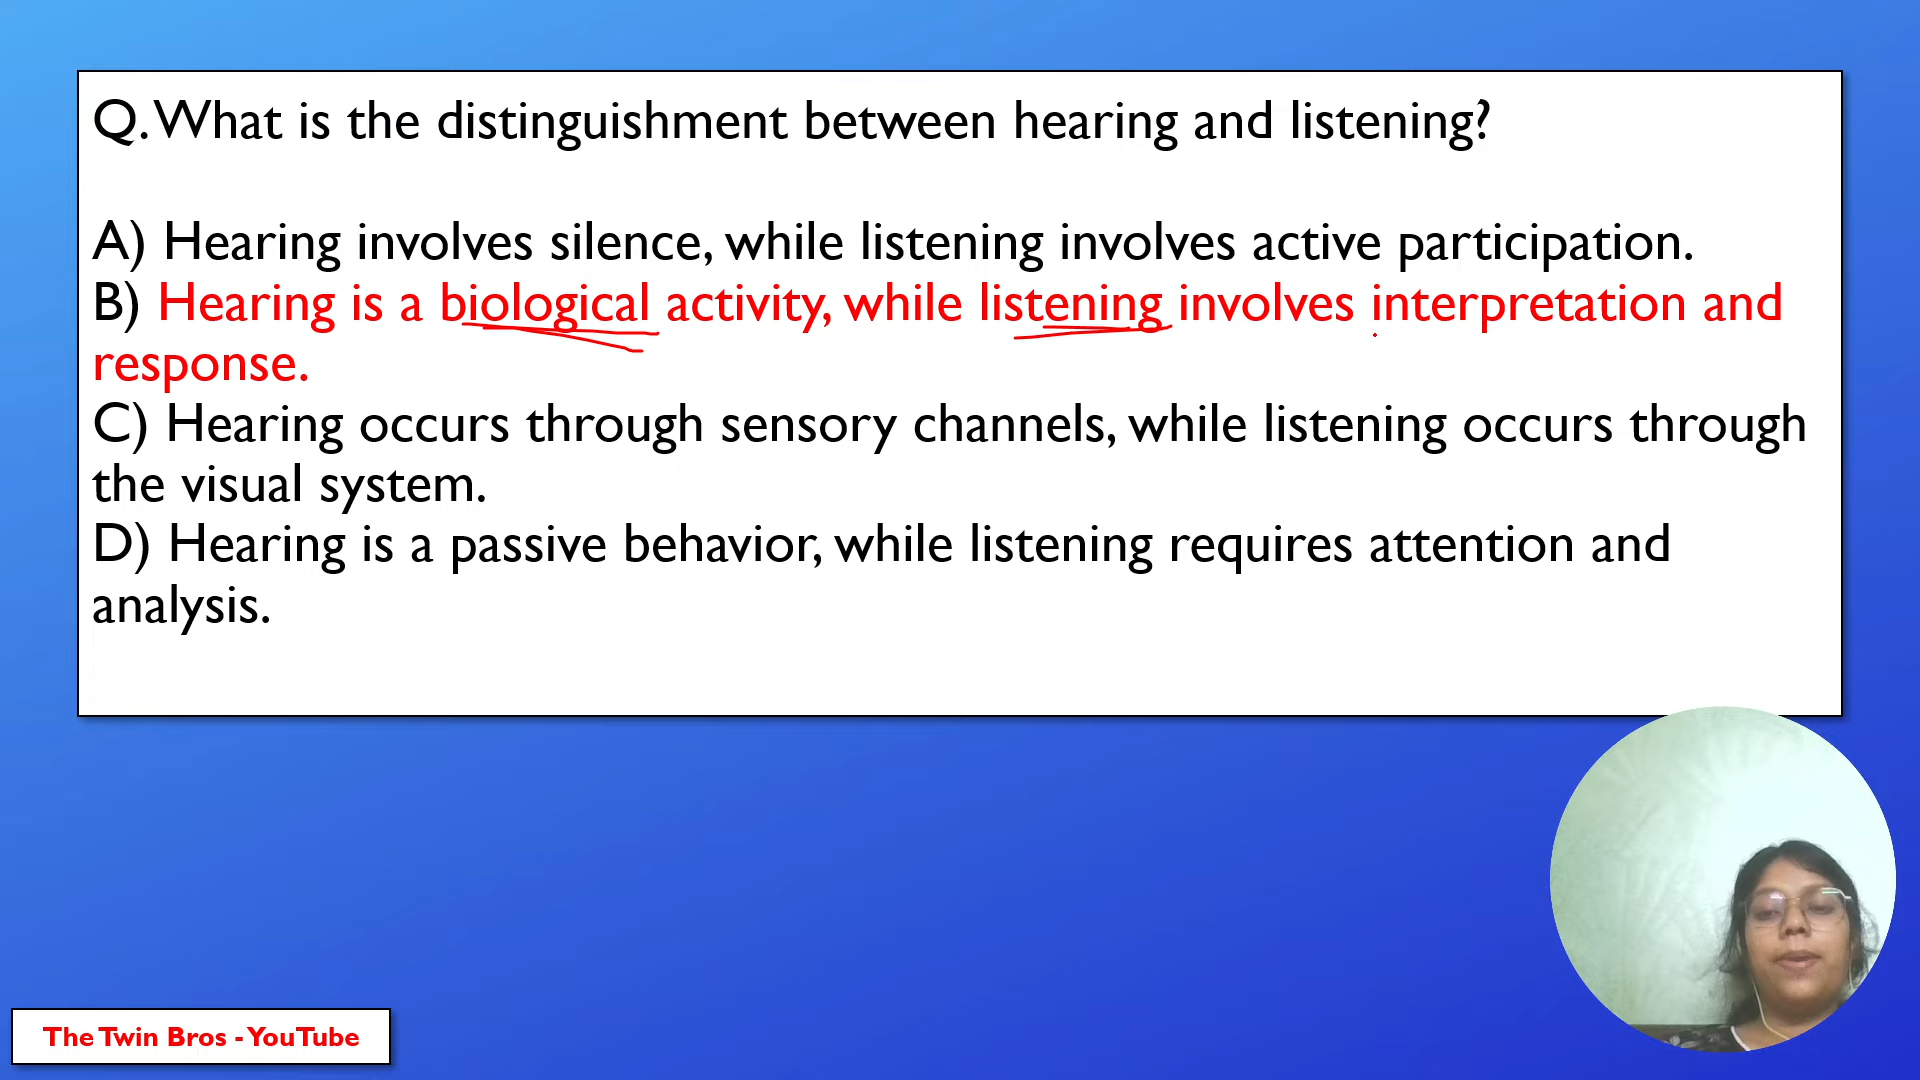 Q. What is the distinguishment between hearing and listening?
A) Hearing involves silence, while listening involves active participation.
B) Hearing is a biological activity, while listening involves interpretation and
response.
C) Hearing occurs through sensory channels, while listening occurs through
the visual system.
D) Hearing is a passive behavior, while listening requires attention and
analysis.
The Twin Bros - YouTube